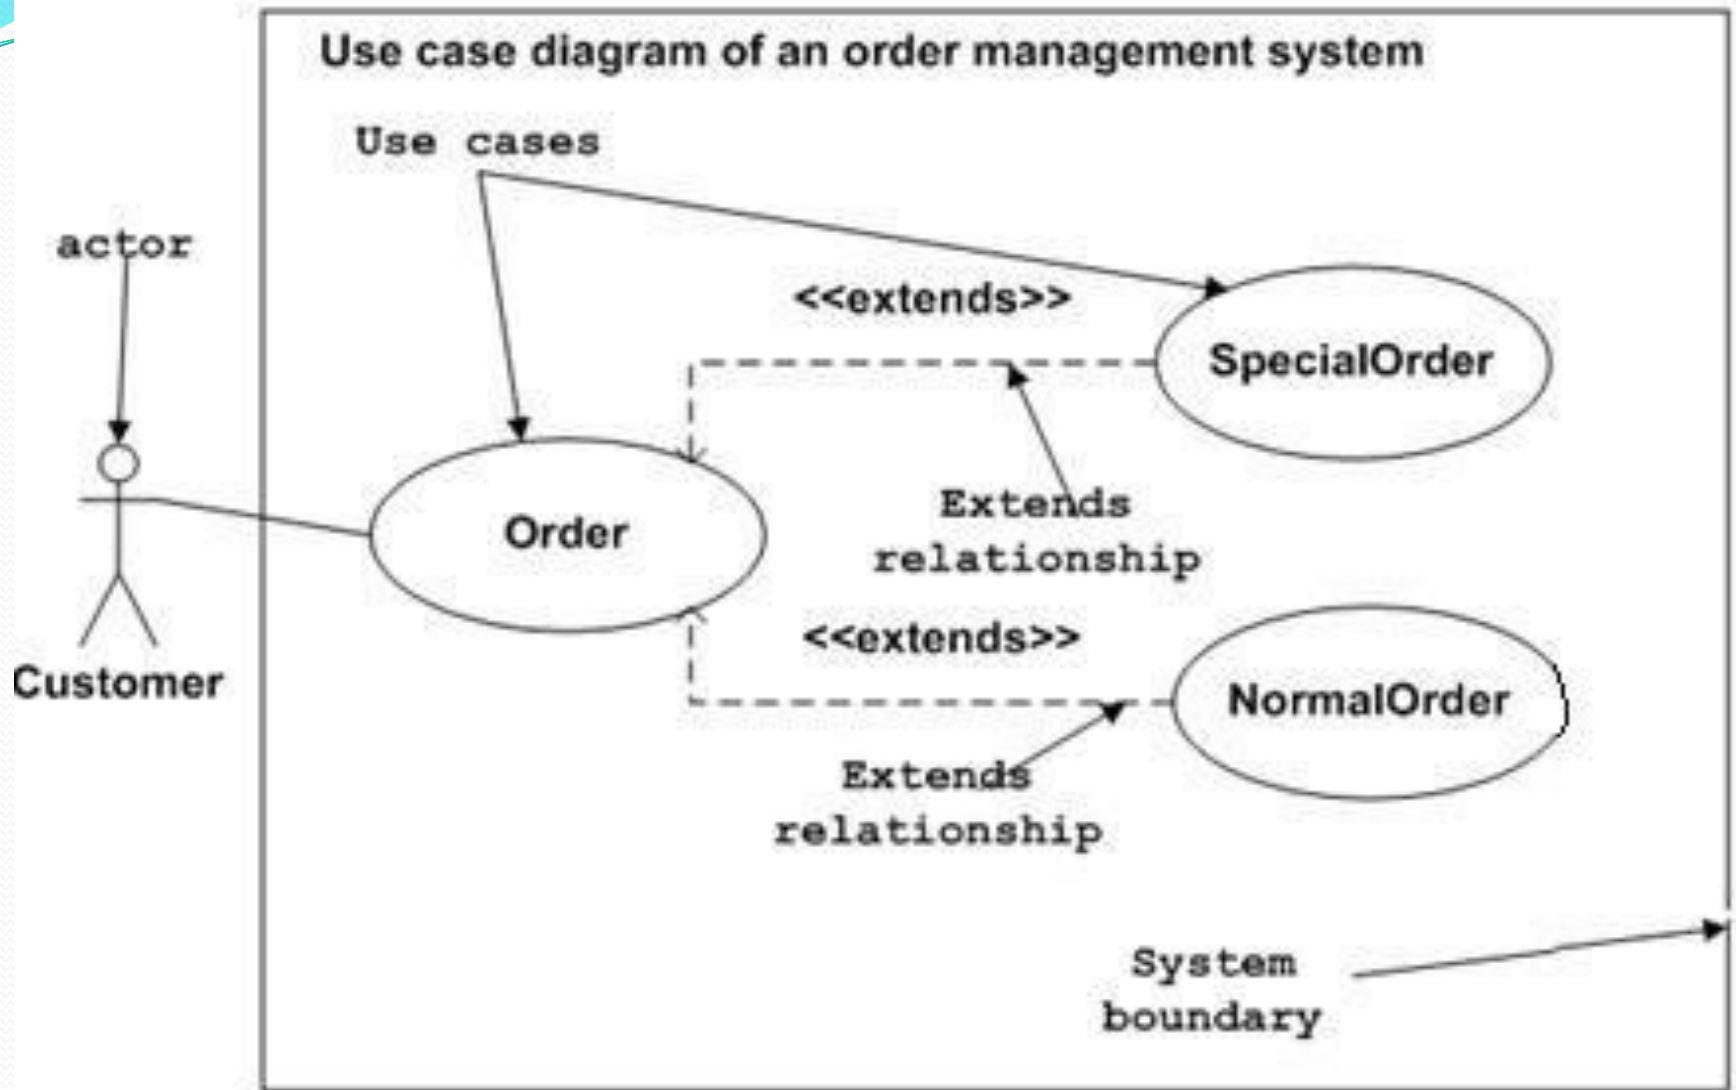 Use case diagram of an order management system
Use cases
actor
<<extends>>
SpecialOrder
Extends
relationship
Order
<<extends>>
Customer
NormalOrder
Extends
relationship
System
boundary